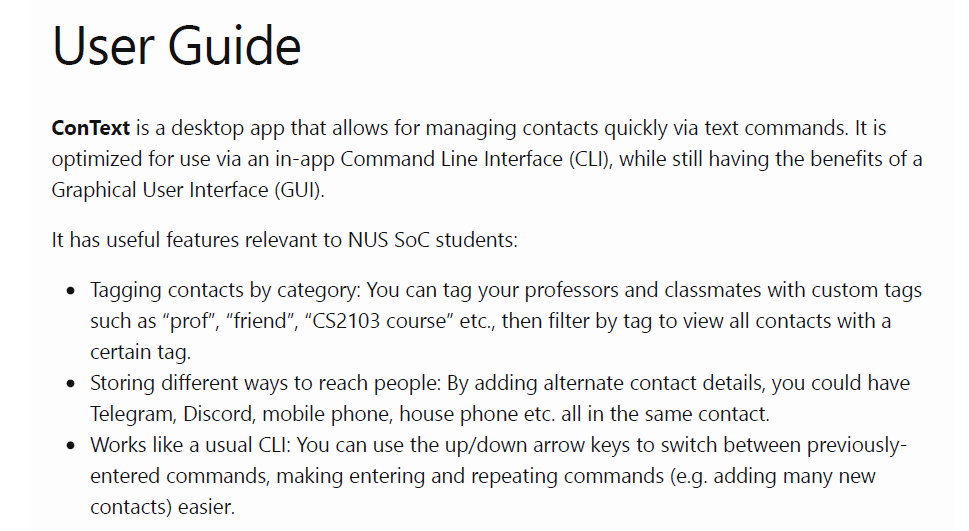 User Guide
ConText is a desktop app that allows for managing contacts quickly via text commands. It is
optimized for use via an in-app Command Line Interface (CLI), while still having the benefits of a
Graphical User Interface (GUI).
It has useful features relevant to NUS SoC students:
• Tagging contacts by category: You can tag your professors and classmates with custom tags
such as “prof”, “friend”, “CS2103 course” etc., then filter by tag to view all contacts with a
certain tag.
• Storing different ways to reach people: By adding alternate contact details, you could have
Telegram, Discord, mobile phone, house phone etc. all in the same contact.
• Works like a usual CLI: You can use the up/down arrow keys to switch between previously-
entered commands, making entering and repeating commands (e.g. adding many new
contacts) easier.